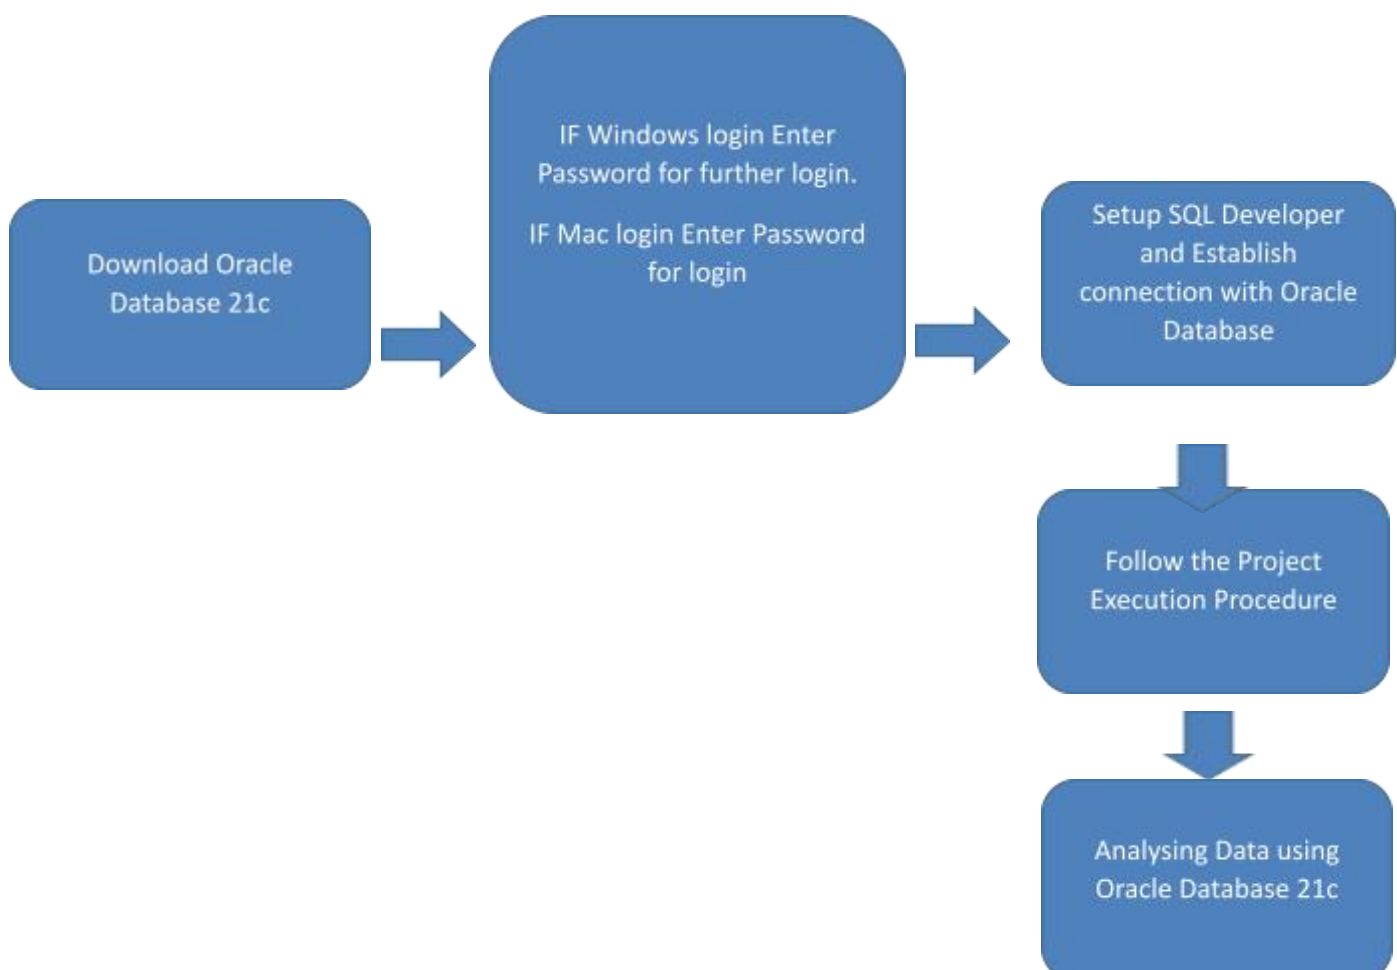 Download Oracle
Database 21c
IF Windows login Enter
Password for further login.
IF Mac login Enter Password
for login
Setup SQL Developer
and Establish
connection with Oracle
Database
Follow the Project
Execution Procedure
Analysing Data using
Oracle Database 21c